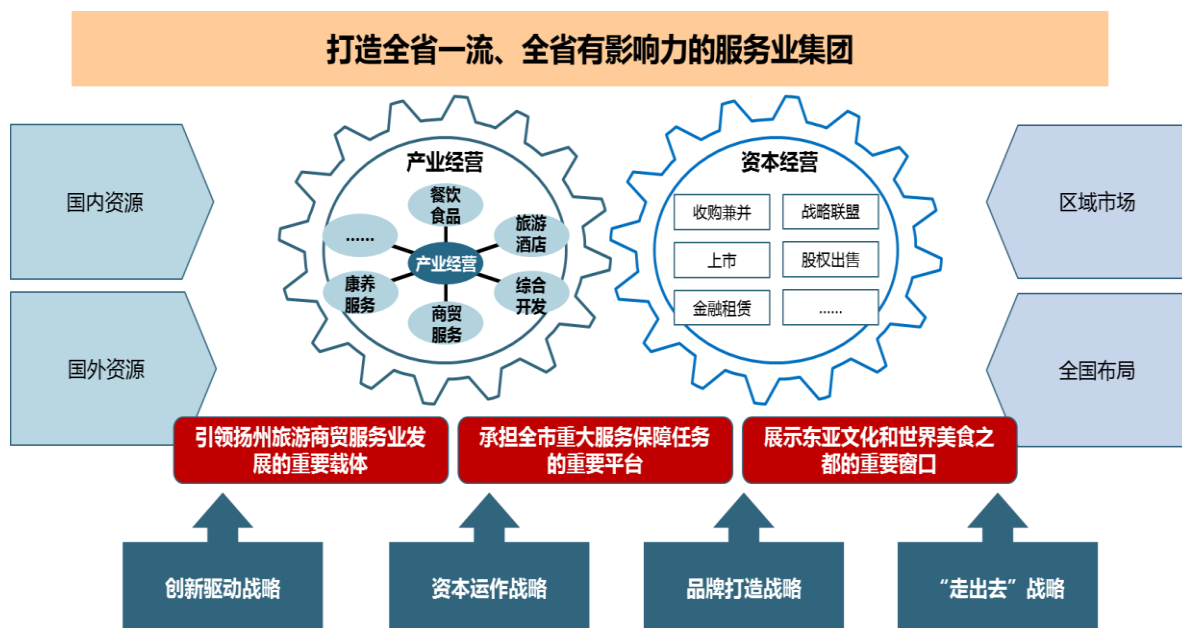 打造全省一流、全省有影响力的服务业集团
国内资源
国外资源
产业经营
餐饮
食品
旅游
酒店
综合
开发
商贸
服务
康养
服务
......
产业经营
资本经营
收购兼并
战略联盟
上市
股权出售
金融租赁
......
区域市场
全国布局
引领扬州旅游商贸服务业发
展的重要载体
承担全市重大服务保障任务
的重要平台
展示东亚文化和世界美食之
都的重要窗口
创新驱动战略
资本运作战略
品牌打造战略
“走出去”战略